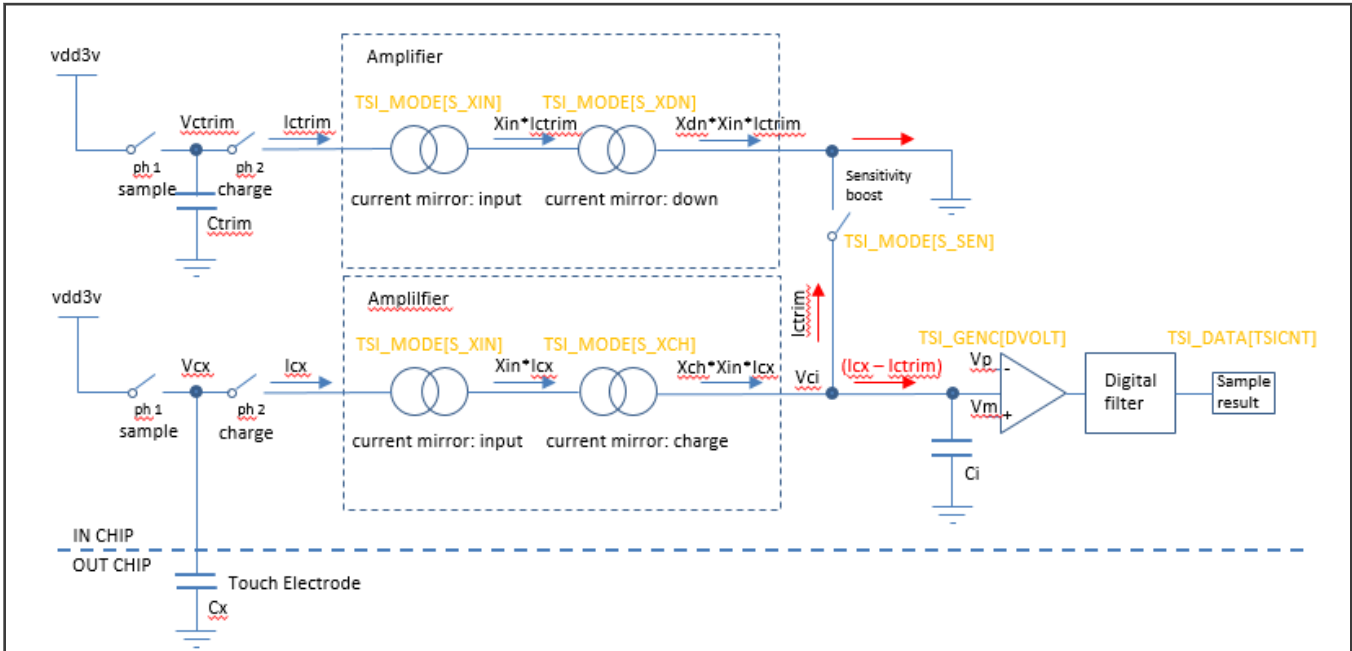 vdd3v
Amplifier
TSI_MODE[S_XIN]
TSI_MODE[S_XDN]
Vctrim
Ictrim
Xin*Ictrim
Xdn*Xin*Ictrim
ph 1
sample
ph 2
charge
Ctrim
current mirror: input
current mirror: down
Sensitivity
boost
TSI_MODE[S_SEN]
vdd3v
Amplilfier
TSI_MODE[S_XIN]
TSI_MODE[S_XCH]
Ictrim
TSI_GENC[DVOLT]
TSI_DATA[TSICNT]
Vcx
Icx
Xin*Icx
Xch*Xin*Icx
Vci
(Icx – Ictrim)
Vp
-
Vm
+
Digital
filter
Sample
result
ph 1
sample
ph 2
charge
current mirror: input
current mirror: charge
Ci
IN CHIP
OUT CHIP
Touch Electrode
Cx